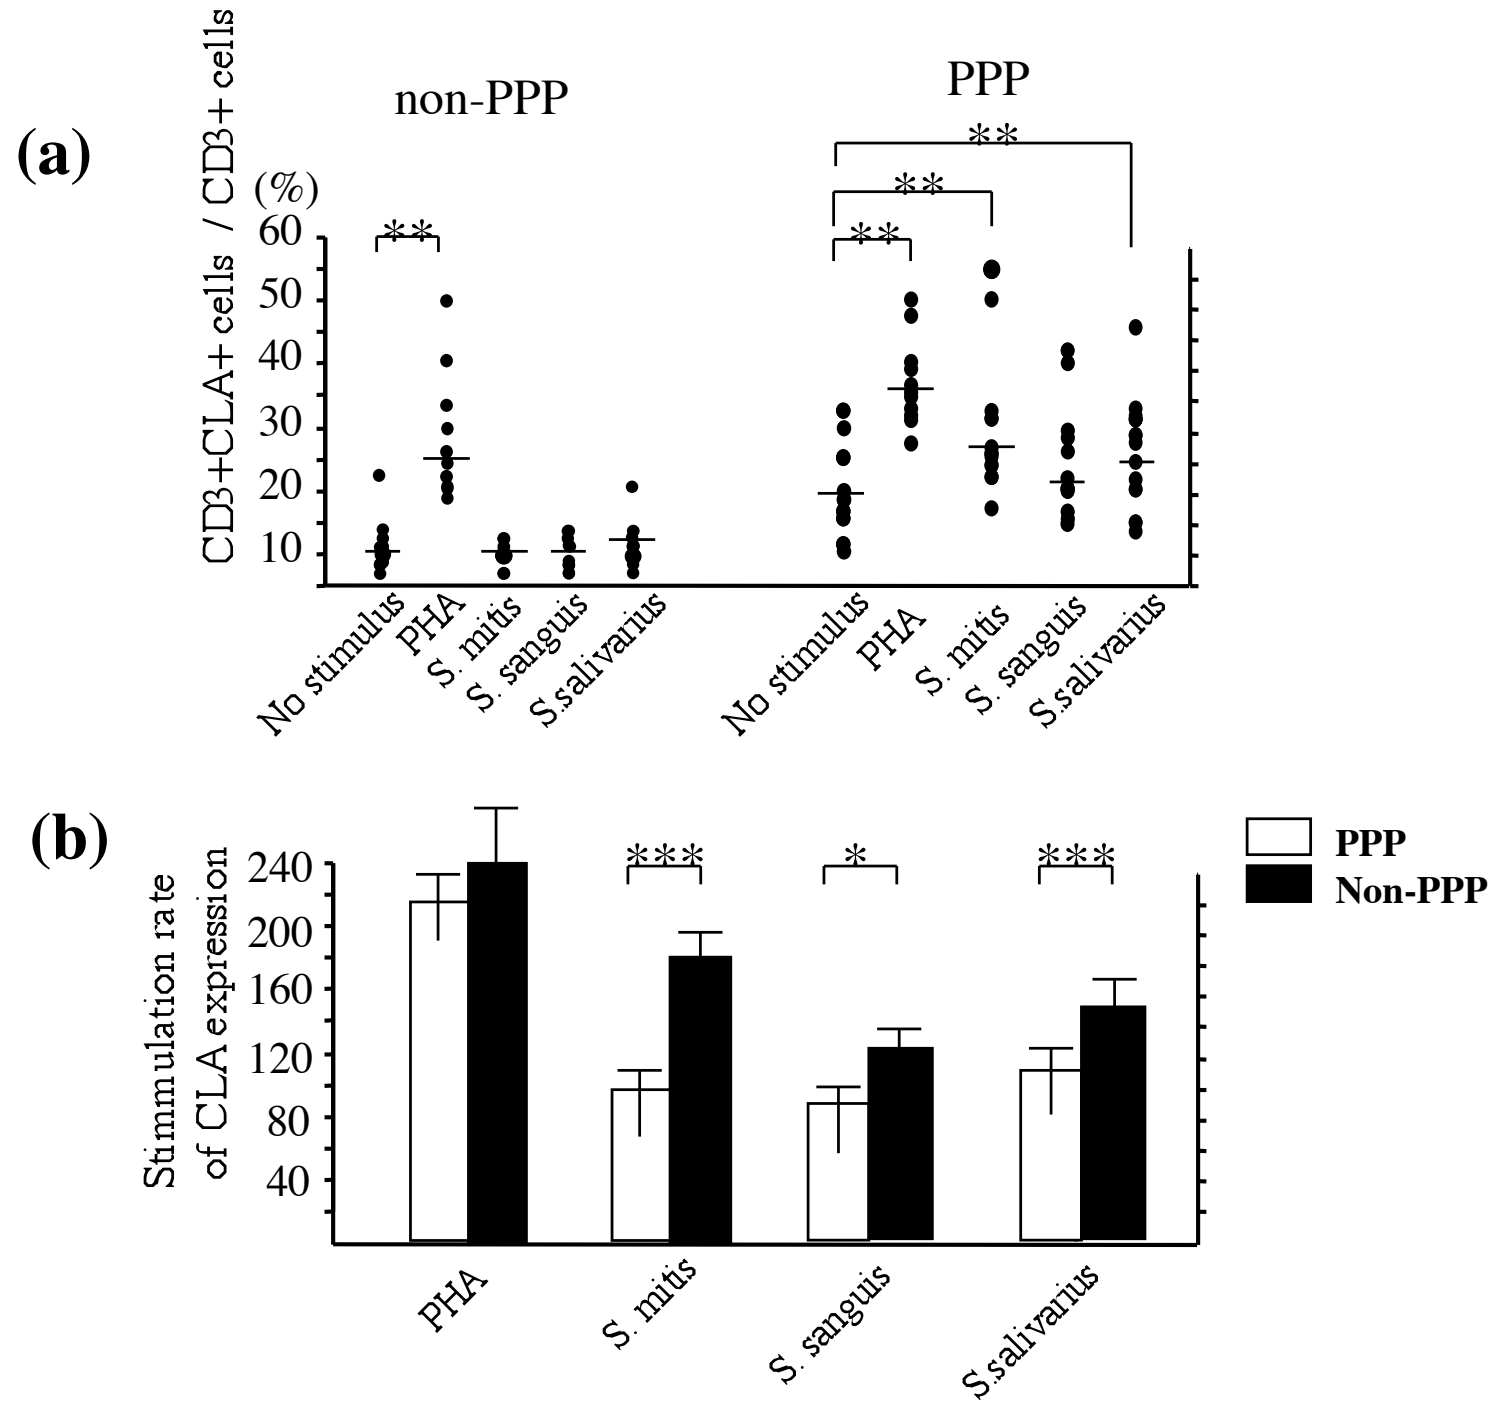 non-PPP
PPP
(a)
CD3+CLA+ cells / CD3+ cells
(%)
**
**
**
**
60
50
40
30
20
10
No stimulus
PHA
S. mitis
S. sanguis
S.salivarius
No stimulus
PHA
S. mitis
S. sanguis
S.salivarius
(b)
Stimmulation rate
of CLA expression
240
200
160
120
80
40
***
*
***
PPP
Non-PPP
PHA
S. mitis
S. sanguis
S.salivarius